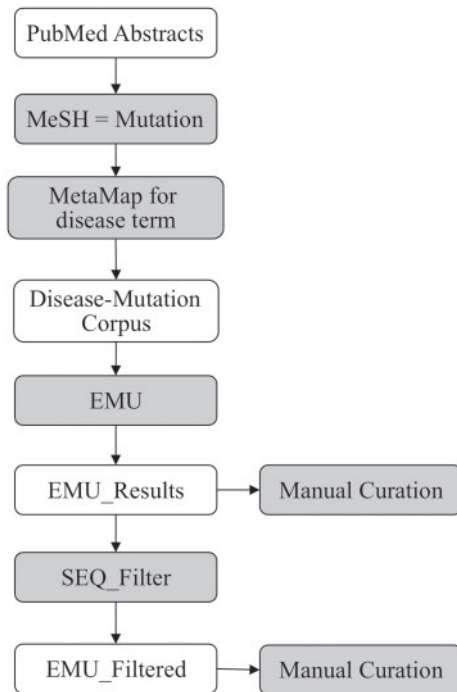 PubMed Abstracts
MeSH = Mutation
MetaMap for
disease term
Disease-Mutation
Corpus
EMU
EMU_Results
Manual Curation
SEQ_Filter
EMU_Filtered
Manual Curation